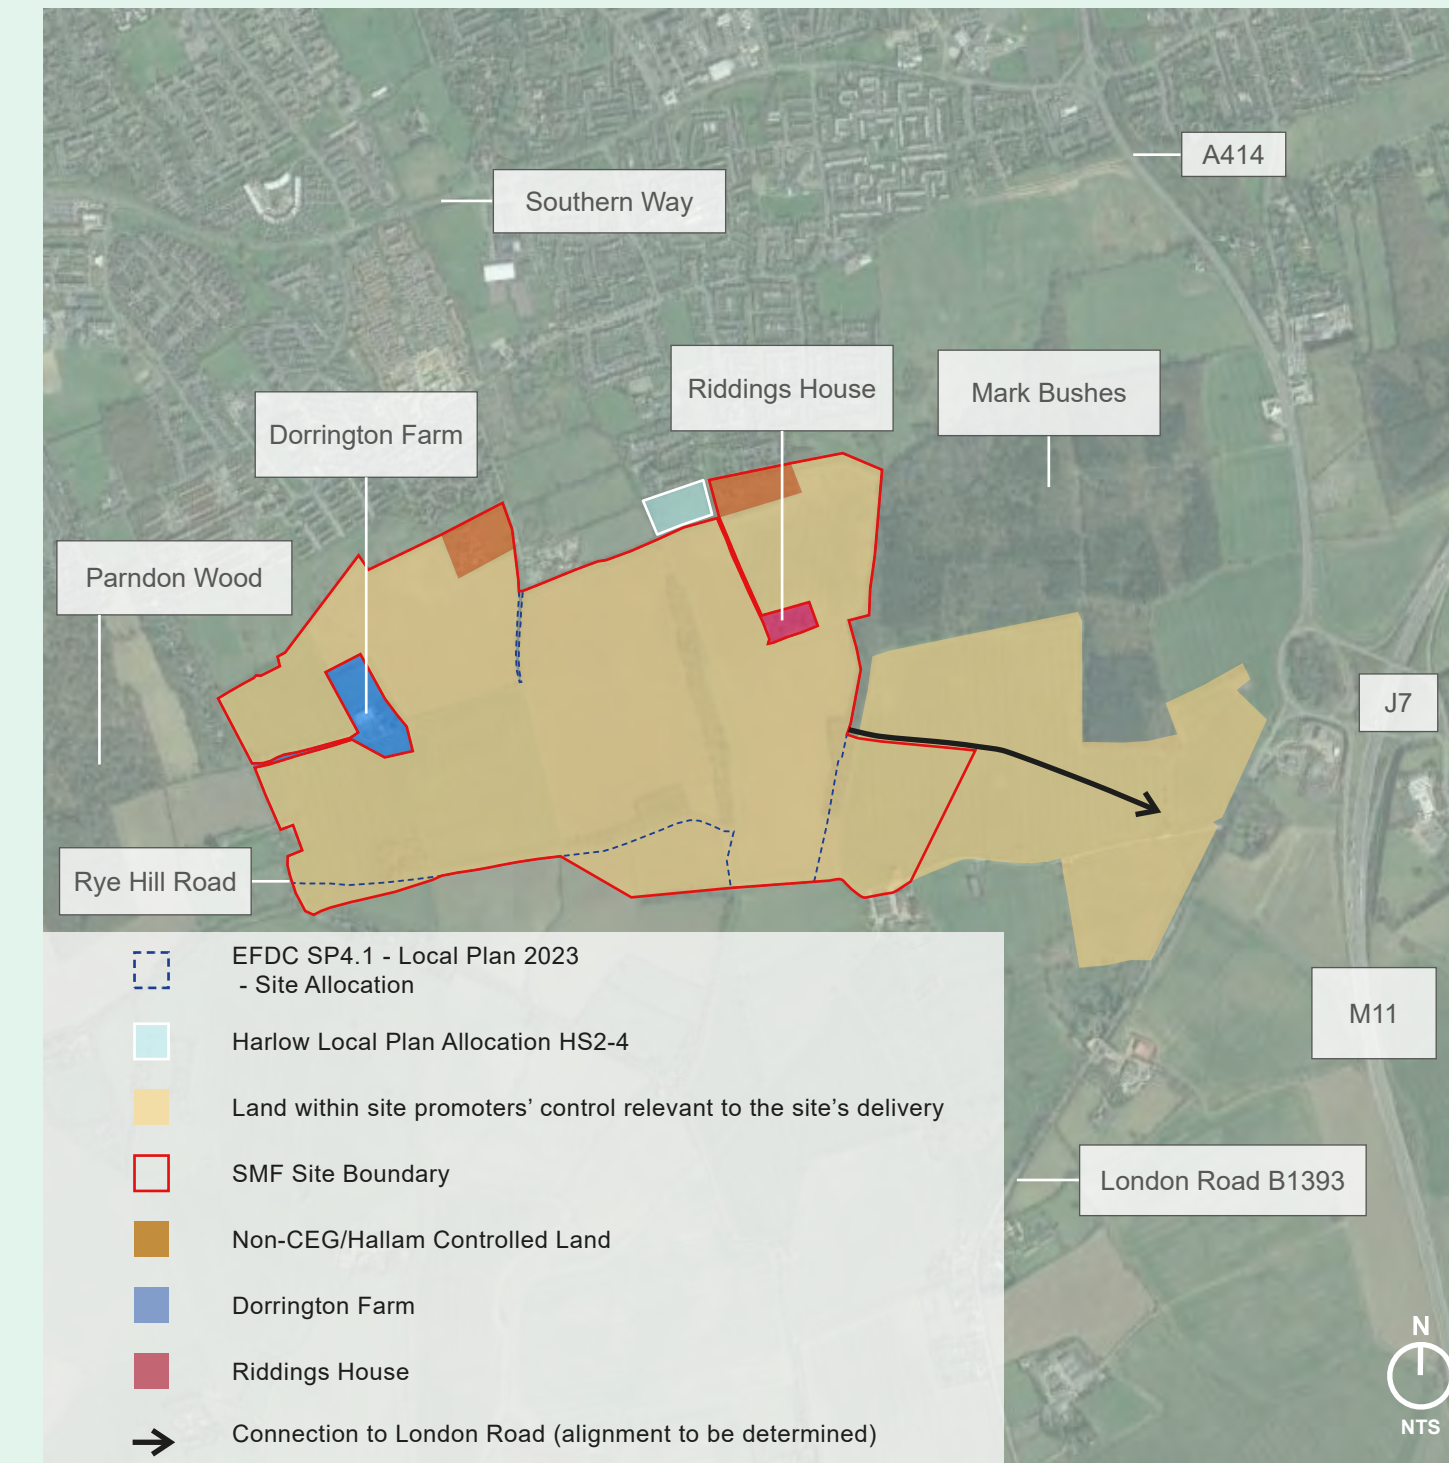 A414
Southern Way
Riddings House
Mark Bushes
Dorrington Farm
Parndon Wood
J7
Rye Hill Road
M11
London Road B1393
EFDC SP4.1 - Local Plan 2023
- Site Allocation
Harlow Local Plan Allocation HS2-4
Land within site promoters’ control relevant to the site’s delivery
SMF Site Boundary
Non-CEG/Hallam Controlled Land
Dorrington Farm
Riddings House
Connection to London Road (alignment to be determined)
N
NTS